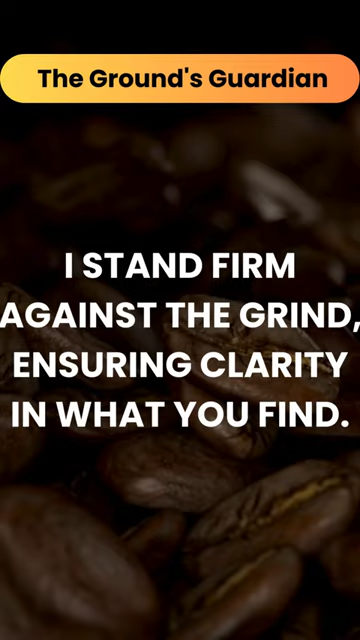 The Ground's Guardian
I STAND FIRM
AGAINST THE GRIND,
ENSURING CLARITY
IN WHAT YOU FIND.